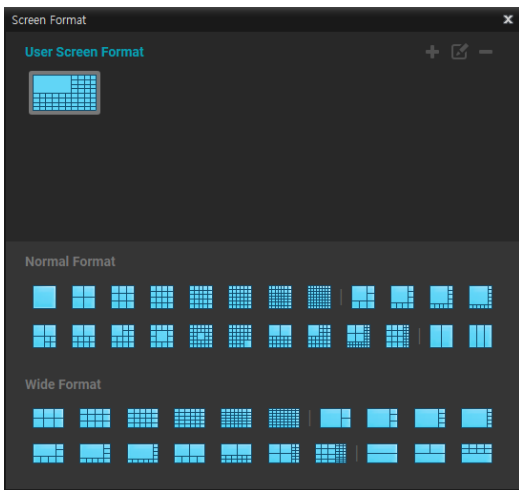 Screen Format
User Screen Format
Normal Format
Wide Format